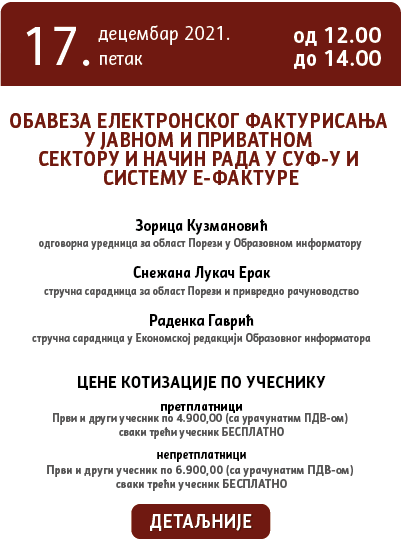 17.
децембар 2021.
петак
од 12.00
до 14.00
ОБАВЕЗА ЕЛЕКТРОНСКОГ ФАКТУРИСАЊА
У ЈАВНОМ И ПРИВАТНОМ
СЕКТОРУ И НАЧИН РАДА У СУФ-У И
СИСТЕМУ Е-ФАКТУРЕ
Зорица Кузмановић
одговорна уредница за област Порези у Образовном информатору
Снежана Лукач Ерак
стручна сарадница за област Порези и привредно рачуноводство
Раденка Гаврић
стручна сарадница у Економској редакцији Образовног информатора
ЦЕНЕ КОТИЗАЦИЈЕ ПО УЧЕСНИКУ
претплатници
Први и други учесник по 4.900,00 (са урачунатим ПДВ-ом)
сваки трећи учесник БЕСПЛАТНО
непретплатници
Први и други учесник по 6.900,00 (са урачунатим ПДВ-ом)
сваки трећи учесник БЕСПЛАТНО
ДЕТАЉНИЈЕ